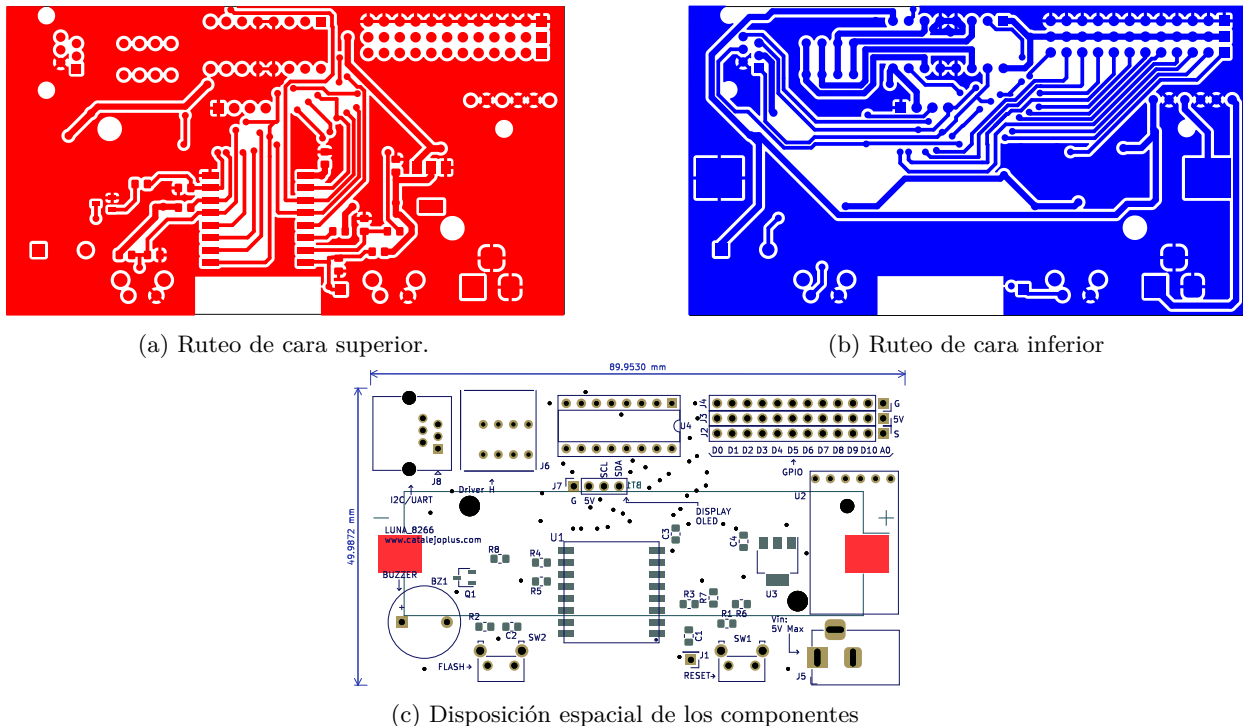 (a) Ruteo de cara superior.
(b) Ruteo de cara inferior
89.9530 mm
49.9872 mm
J4
G
J3
5V
J2
S
U4
D0 D1 D2 D3 D4 D5 D6 D7 D8 D9 D10 A0
GPIO
J8
I2C/UART
J6
Driver H
J7
G
5V
SCL
SDA
BT1
DISPLAY
OLED
U2
LUNA_8266
www.catalejoplus.com
U1
C3
C4
R8
R4
R5
Q1
BUZZER
BZ1
U3
R3
R7
R6
R2
C2
SW2
R1
C1
SW1
Vin:
5V Max
J1
FLASH
RESET
J5
(c) Disposición espacial de los componentes